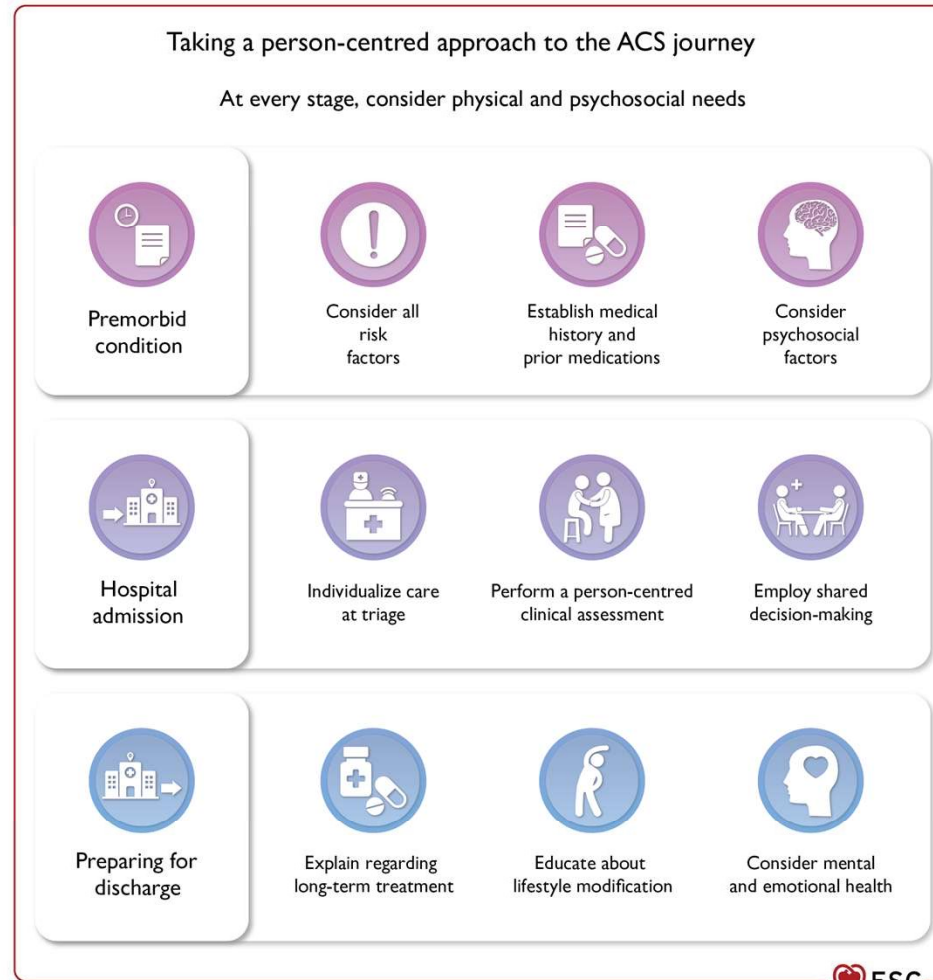 Taking a person-centred approach to the ACS journey
At every stage, consider physical and psychosocial needs
Premorbid
condition
Consider all
risk
factors
Establish medical
history and
prior medications
Consider
psychosocial
factors
Hospital
admission
Individualize care
at triage
Perform a person-centred
clinical assessment
Employ shared
decision-making
Preparing for
discharge
Explain regarding
long-term treatment
Educate about
lifestyle modification
Consider mental
and emotional health
ESC